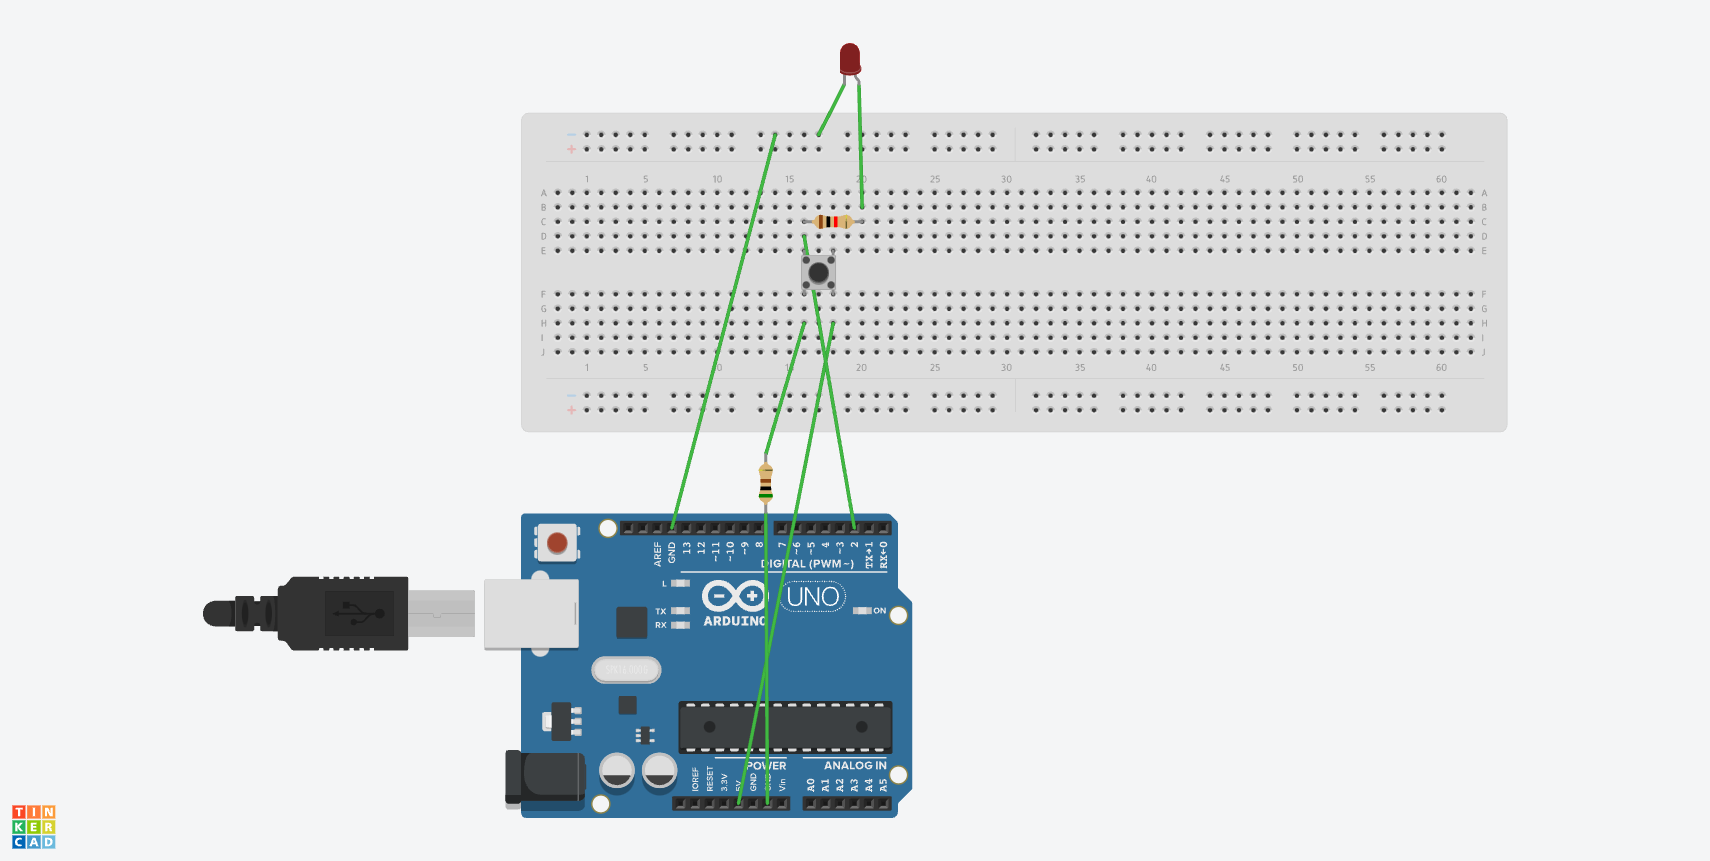 − −
+ +
1 5 10 15 20 25 30 35 40 45 50 55 60
A A
B B
C C
D D
E E
F F
G G
H H
I I
J J
1 5 10 15 20 25 30 35 40 45 50 55 60
−
+
AREF GND 13 12 ~11 ~10 ~9 8 7 ~6 ~5 4 ~3 2 TX→1 RX←0
DIGITAL (PWM~)
L
TX
RX
UNO
ON
ARDUINO
POWER ANALOG IN
IOREF RESET 3.3V 5V GND GND Vin A0 A1 A2 A3 A4 A5
TIN
KER
CAD